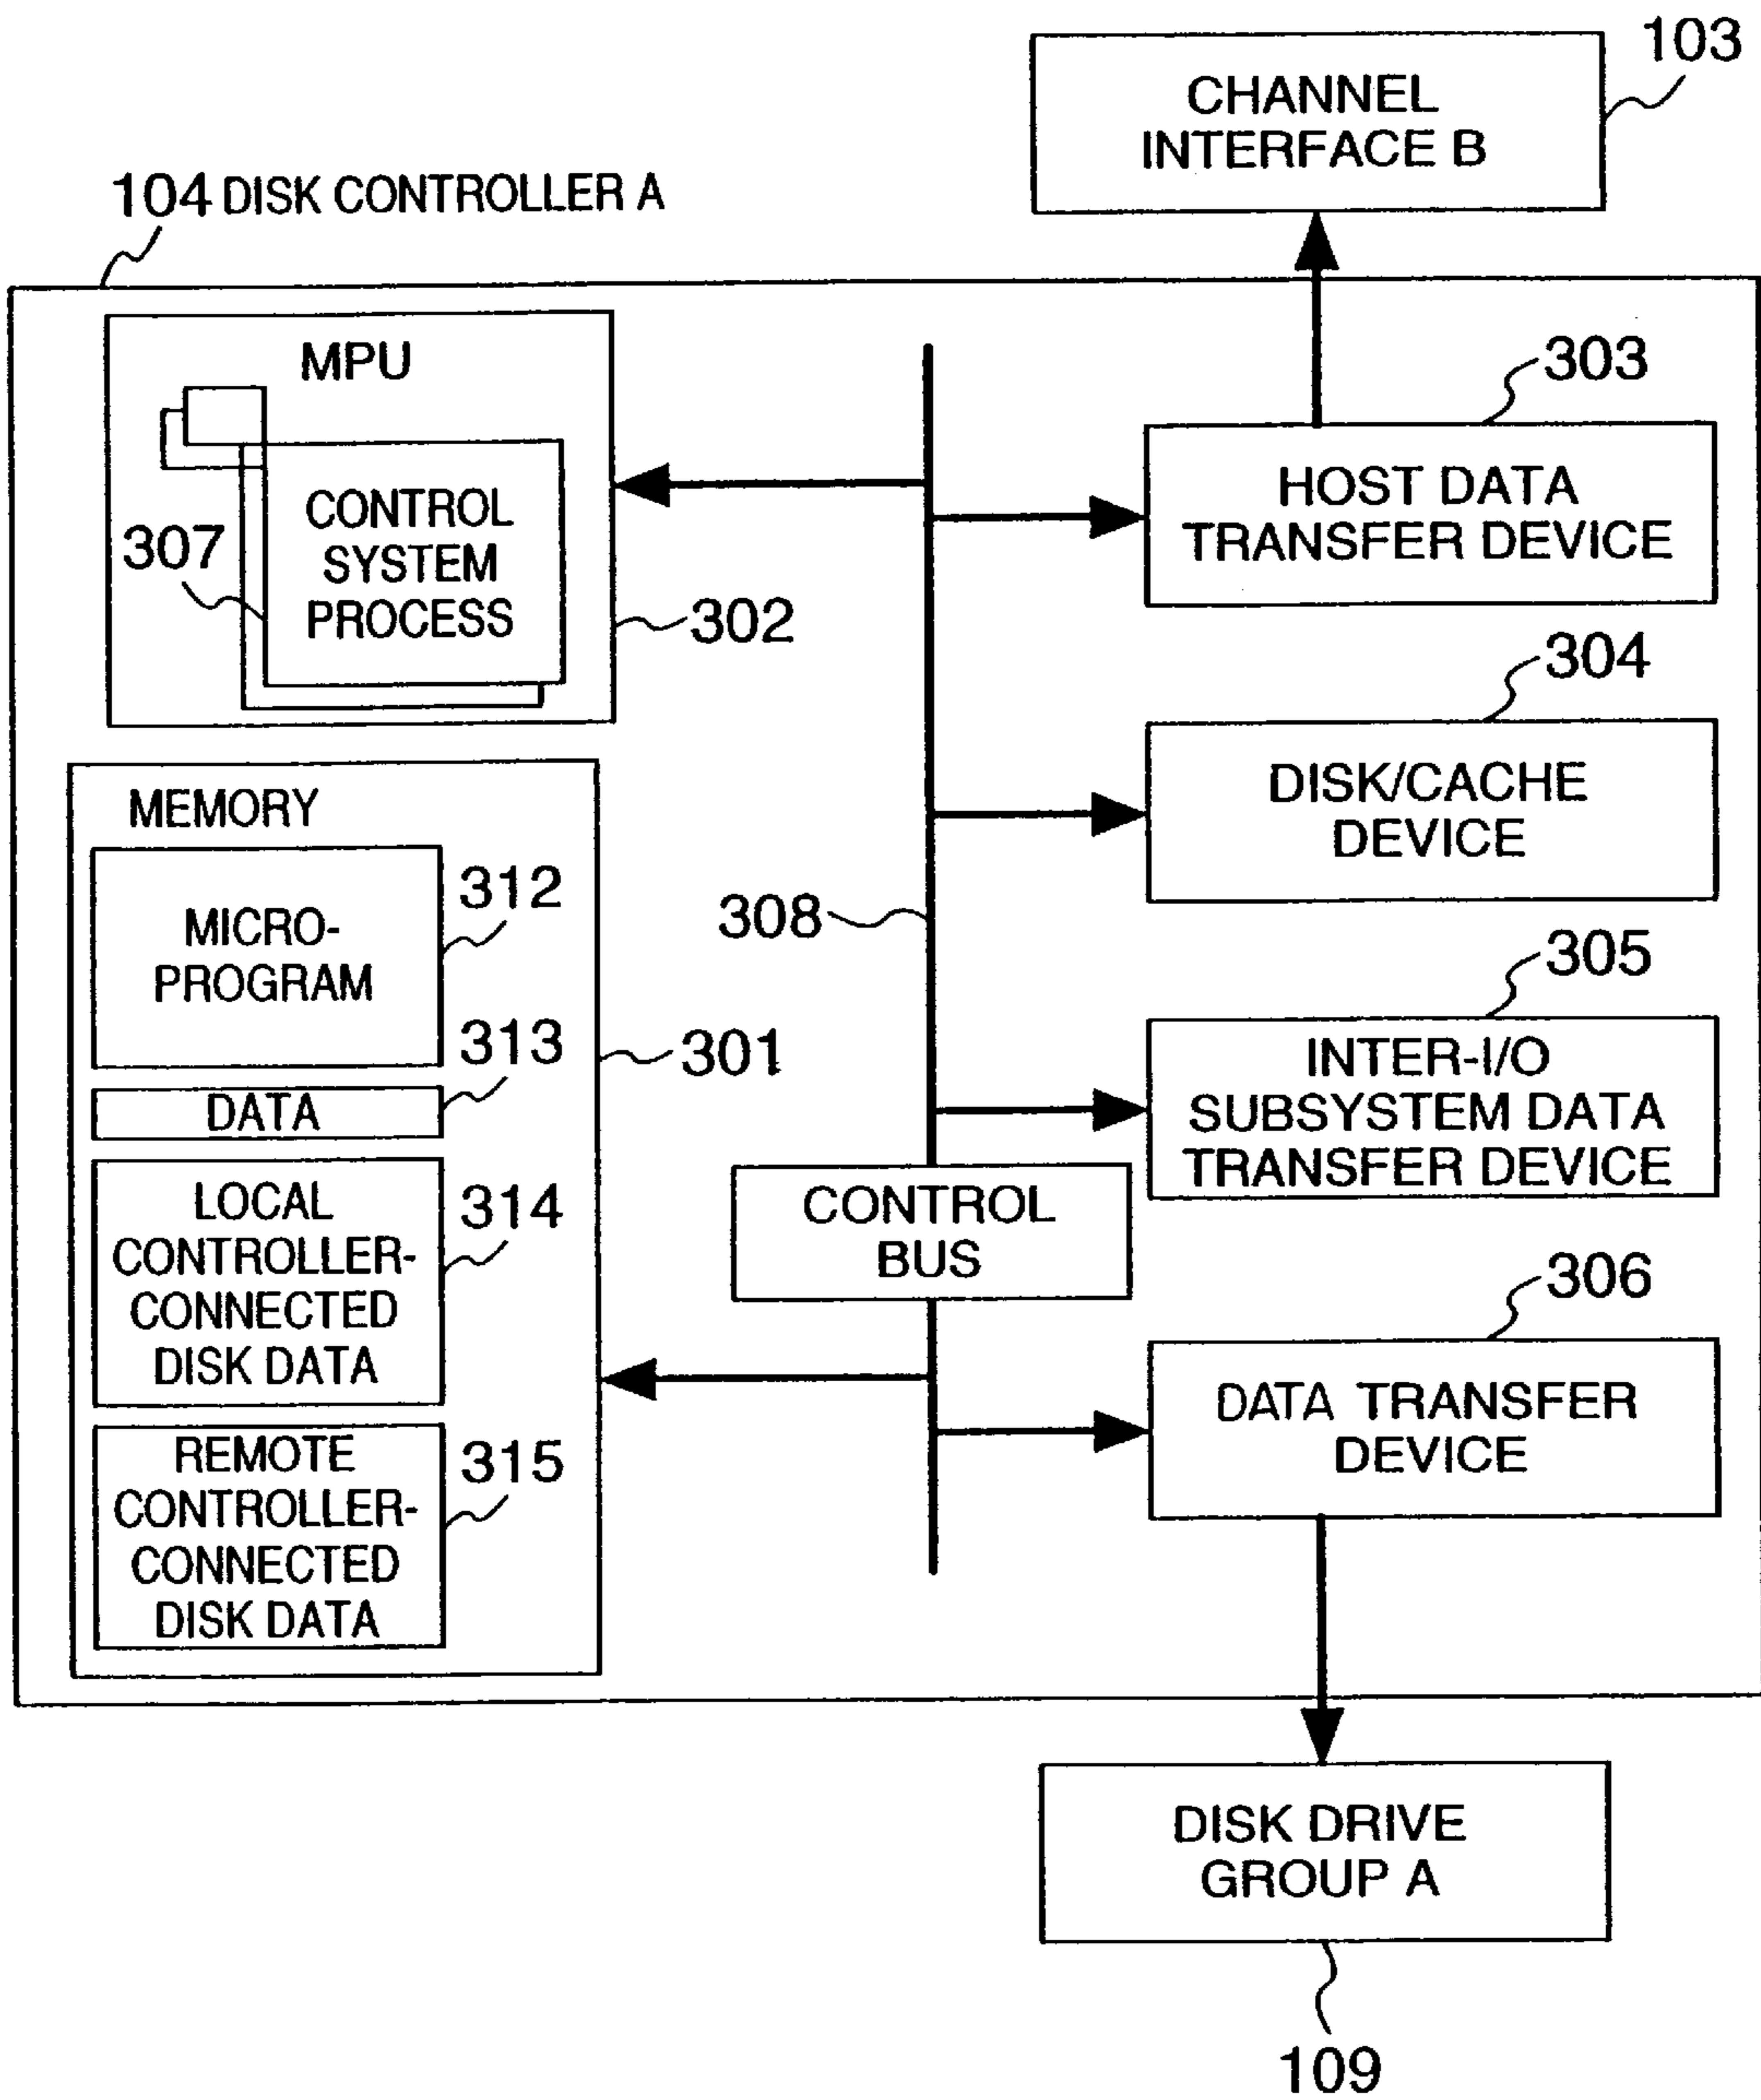 103
CHANNEL
INTERFACE B
104 DISK CONTROLLER A
MPU
CONTROL
SYSTEM
PROCESS
307
302
303
HOST DATA
TRANSFER DEVICE
304
DISK/CACHE
DEVICE
MEMORY
MICRO-
PROGRAM
312
308
305
INTER-I/O
SUBSYSTEM DATA
TRANSFER DEVICE
313
301
DATA
LOCAL
CONTROLLER-
CONNECTED
DISK DATA
314
CONTROL
BUS
306
DATA TRANSFER
DEVICE
REMOTE
CONTROLLER-
CONNECTED
DISK DATA
315
DISK DRIVE
GROUP A
109